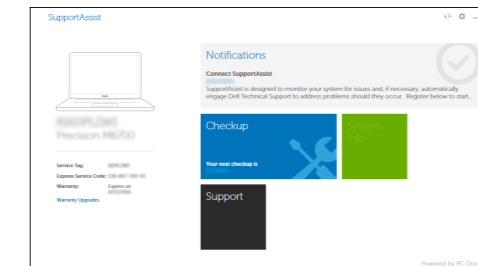 SupportAssist
Notifications
Connect SupportAssist
SupportAssist is designed to monitor your system for issues and, if necessary, automatically
engage Dell Technical Support to address problems should they occur. Register below to start..
Precision M6700
Checkup
System
Info
Your next checkup is
Service Tag:
Express Service Code:
Warranty: Expires on
Warranty Upgrades
Support
Powered by PC-Doc